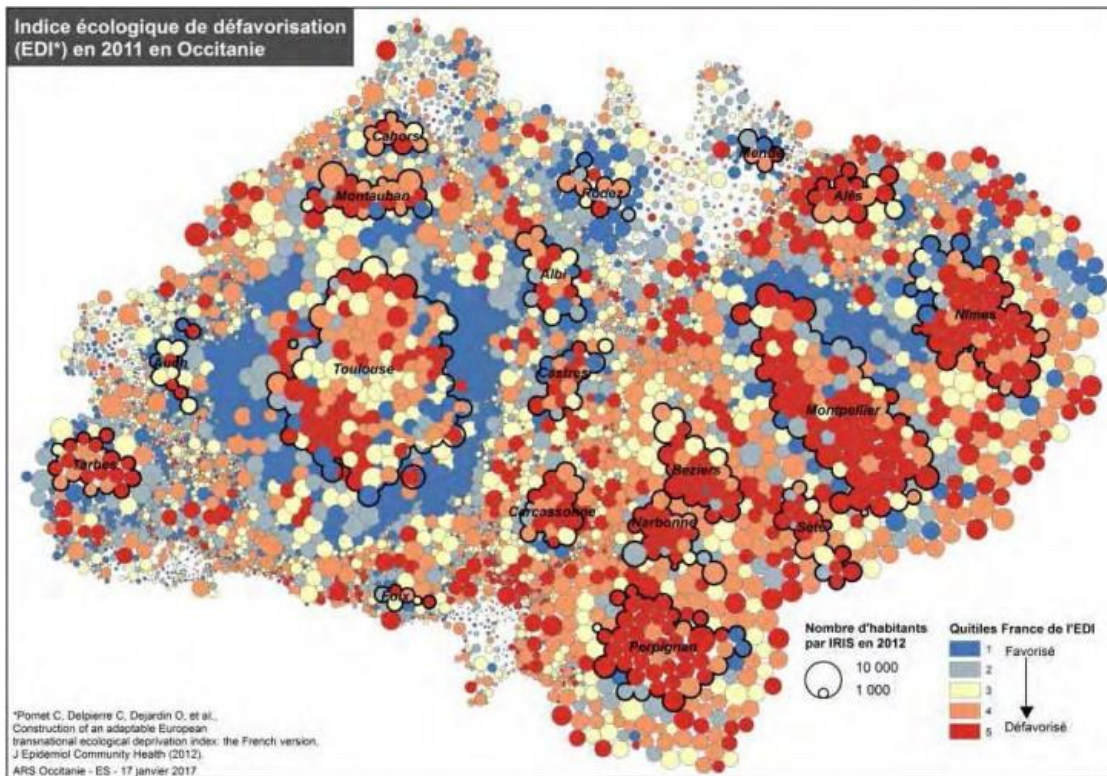 Indice écologique de défavorisation
(EDI*) en 2011 en Occitanie
Cahors
Mende
Montauban
Rodez
Alès
Albi
Nîmes
Auch
Toulouse
Castres
Montpellier
Tarbes
Beziers
Carcassonne
Narbonne
Sète
Foix
Perpignan
Nombre d'habitants
par IRIS en 2012
10 000
1 000
Quitiles France de l'EDI
1 Favorisé
2
3
4
5 Défavorisé
*Pornet C, Delpierre C, Dejardin O, et al.,
Construction of an adaptable European
transnational ecological deprivation index: the French version,
J Epidemiol Community Health (2012).
ARS Occitanie - ES - 17 janvier 2017